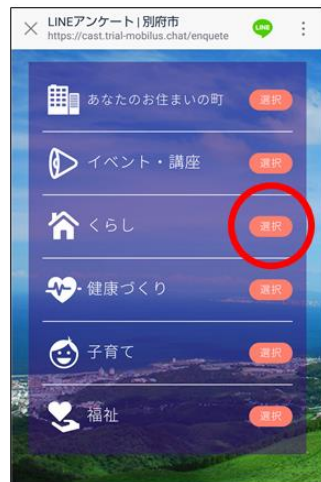 LINEアンケート | 別府市
https://cast.trial-mobilus.chat/enquete
LINE
あなたのお住まいの町 選択
イベント・講座 選択
くらし 選択
健康づくり 選択
子育て 選択
福祉 選択